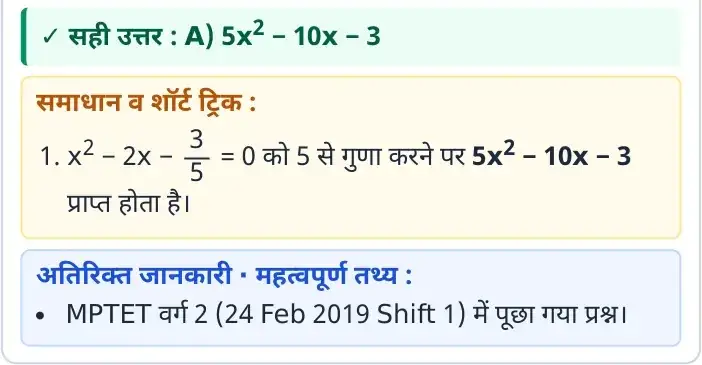 ✓ सही उत्तर : A) 5x² − 10x − 3
समाधान व शॉर्ट ट्रिक :
1. x² − 2x − 3/5 = 0 को 5 से गुणा करने पर 5x² − 10x − 3
प्राप्त होता है।
अतिरिक्त जानकारी · महत्वपूर्ण तथ्य :
• MPTET वर्ग 2 (24 Feb 2019 Shift 1) में पूछा गया प्रश्न।